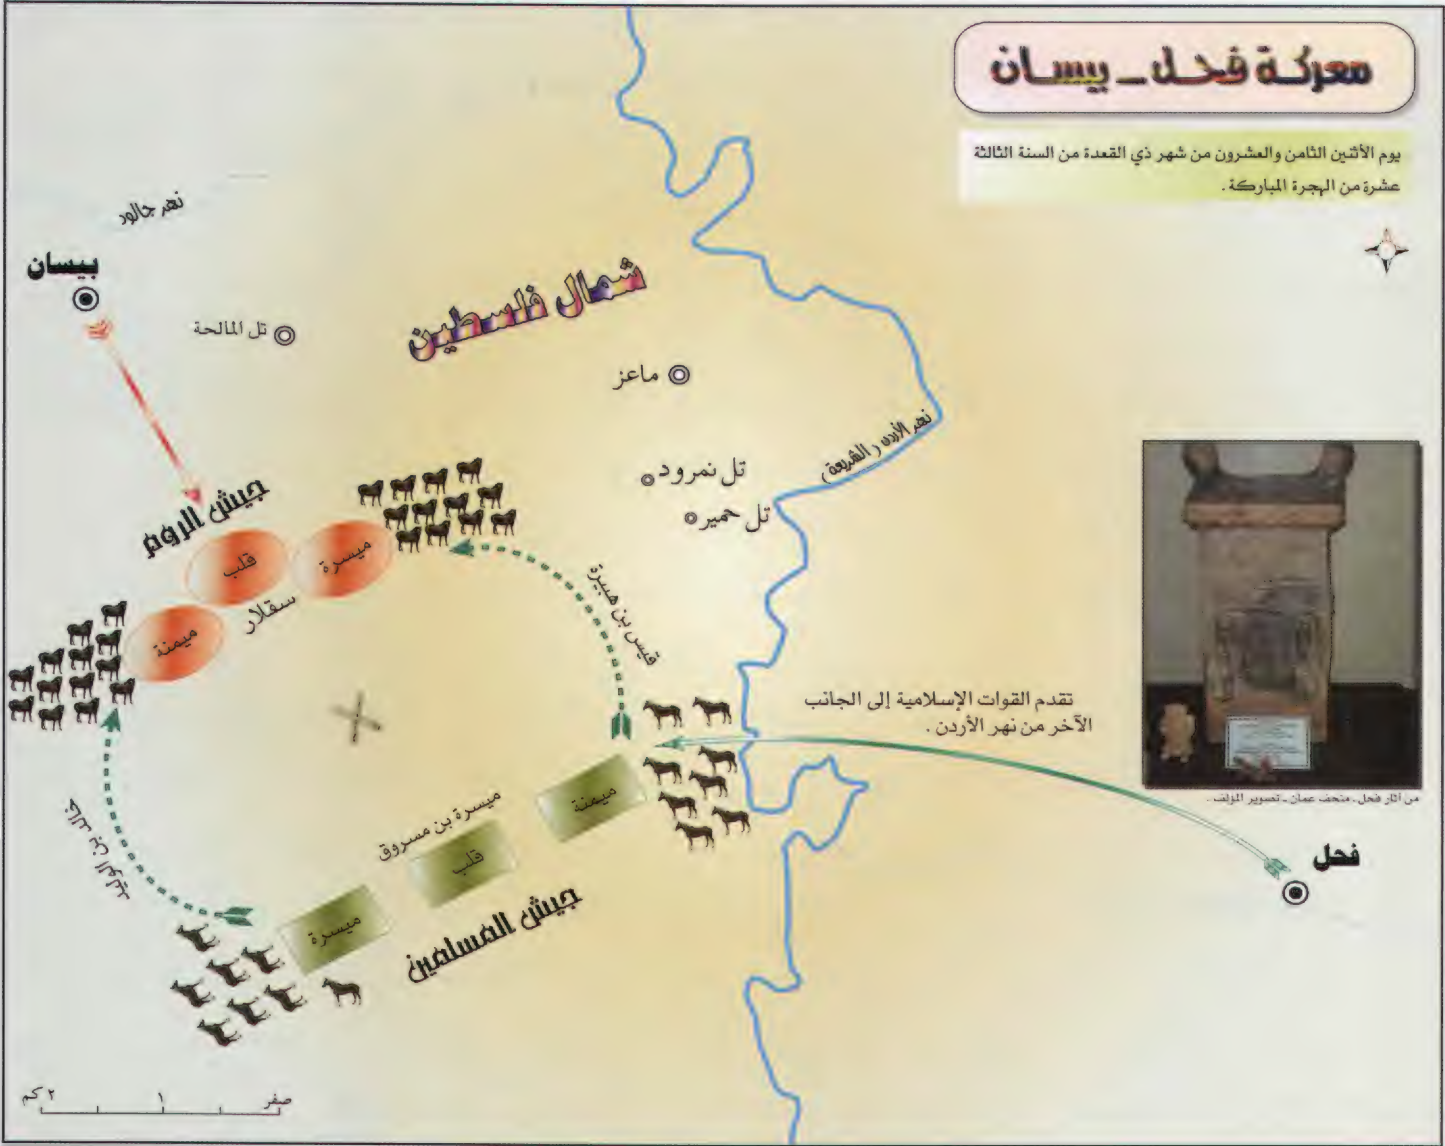 معركة فحل ـ بيسان
يوم الأثنين الثامن والعشرون من شهر ذي القعدة من السنة الثالثة
عشرة من الهجرة المباركة .
نهر جالود
بيسان
تل المالحة
شمال فلسطين
ماعز
نهر الأردن ( الشريعة )
تل نمرود
تل حمير
جيش الروم
ميسرة
قلب
ميمنة
سقلار
قيس بن هبيرة
خالد بن الوليد
تقدم القوات الإسلامية إلى الجانب
الآخر من نهر الأردن .
من آثار فحل ـ متحف عمان ـ تصوير المؤلف .
فحل
ميمنة
ميسرة بن مسروق
قلب
ميسرة
جيش المسلمين
صفر ١ ٢ كم